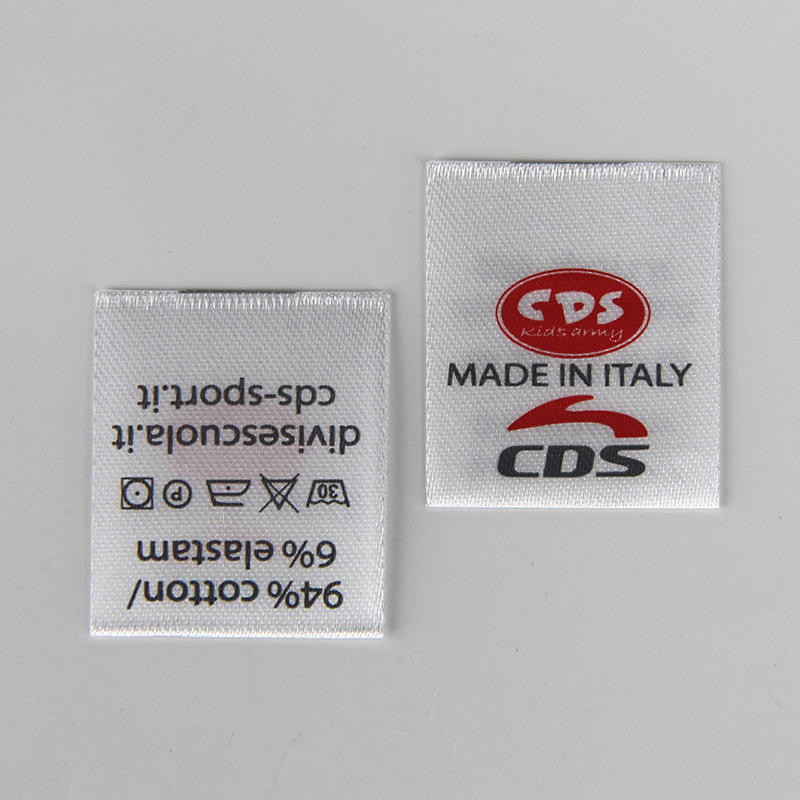 94% cotton/
6% elastam
30 P
divisescuola.it
cds-sport.it
CDS
Kids army
MADE IN ITALY
CDS